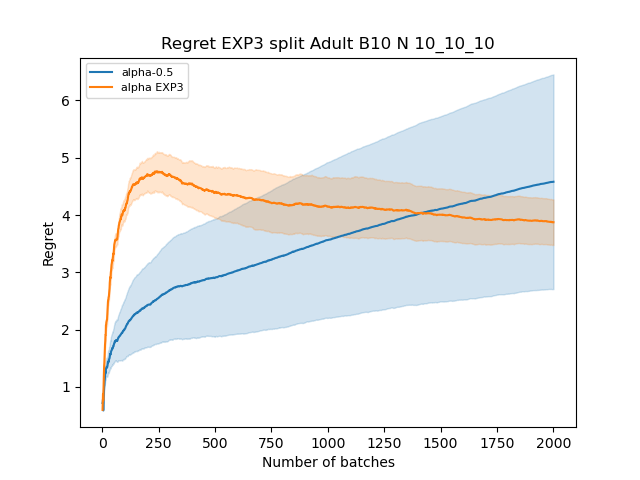 Regret EXP3 split Adult B10 N 10_10_10
alpha-0.5
alpha EXP3
6
5
4
3
2
1
Regret
0 250 500 750 1000 1250 1500 1750 2000
Number of batches